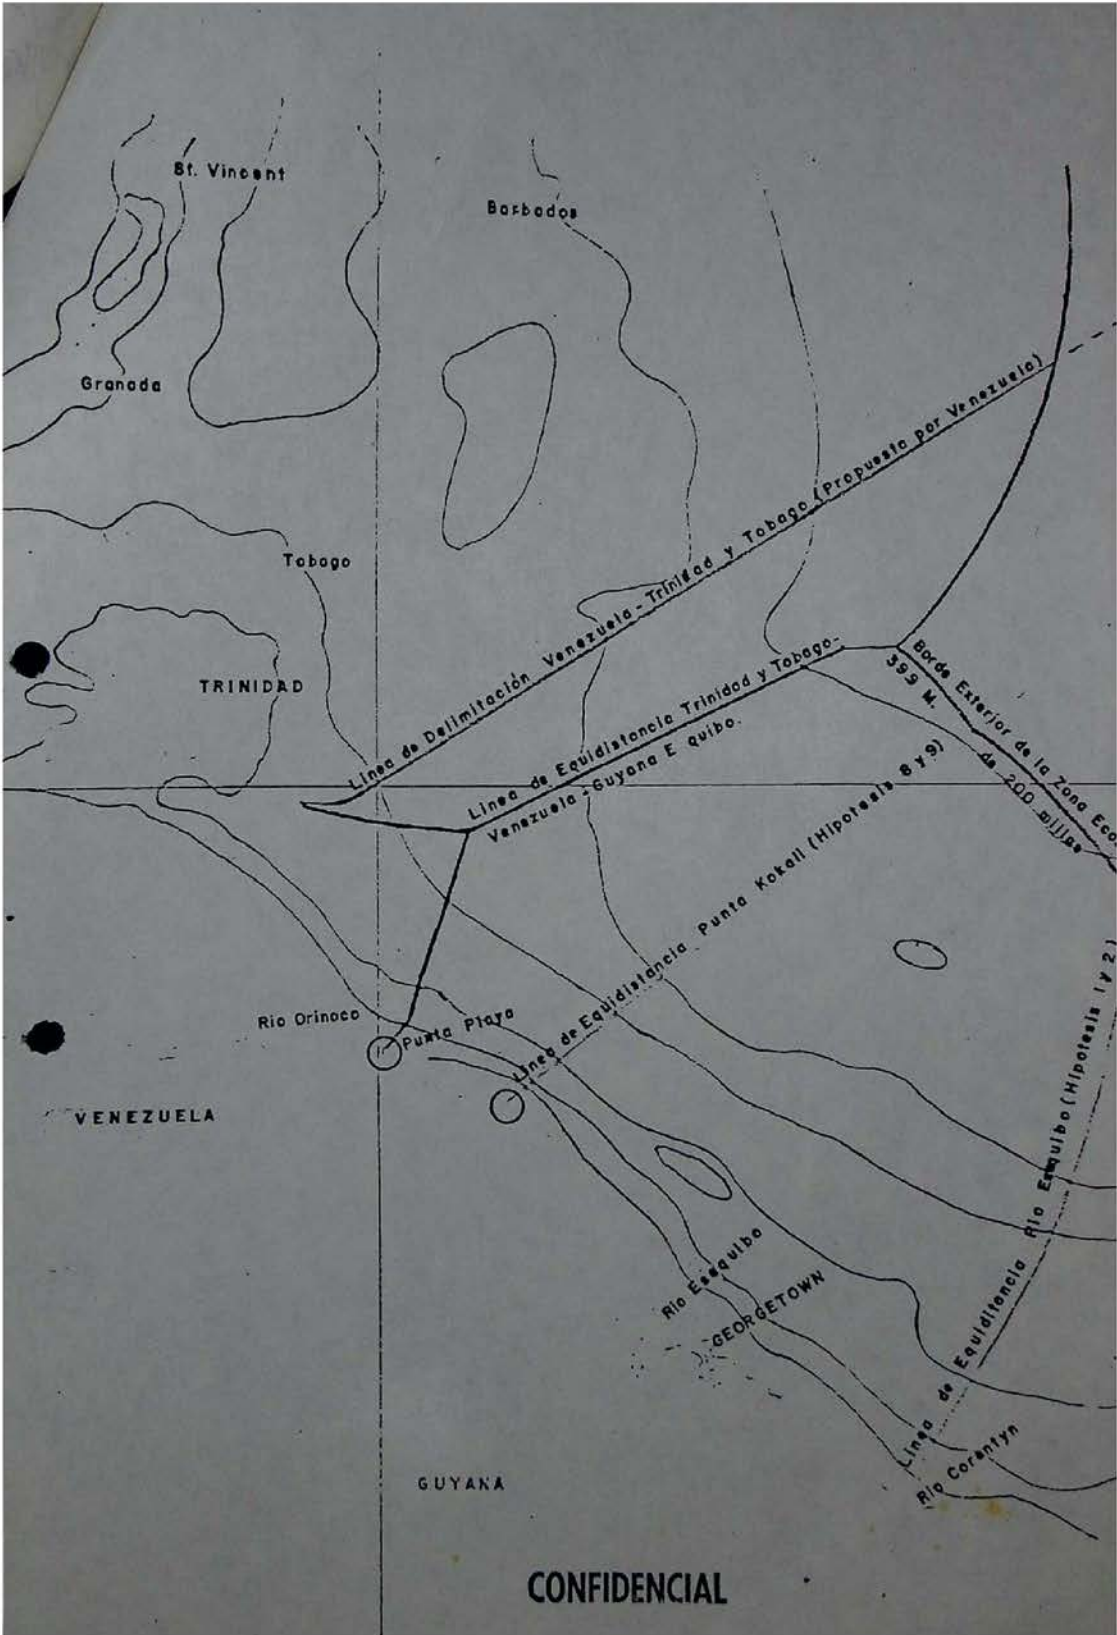 St. Vincent
Barbados
Granada
Tobago
TRINIDAD
Linea de Delimitación Venezuela - Trinidad y Tobago (Propuesta por Venezuela)
Linea de Equidistancia Trinidad y Tobago-
Venezuela - Guyana E quibo.
399 M.
Borde Exterior de la Zona Eco
de 200 millas
Linea de Equidistancia Punta Kokali (Hipotesis 8 y 9)
Rio Orinoco
Punta Playa
VENEZUELA
Rio Esequibo
GEORGETOWN
Linea de Equiditancia Rio Esequibo (Hipotesis 1 y 2)
Rio Corantyn
GUYANA
CONFIDENCIAL